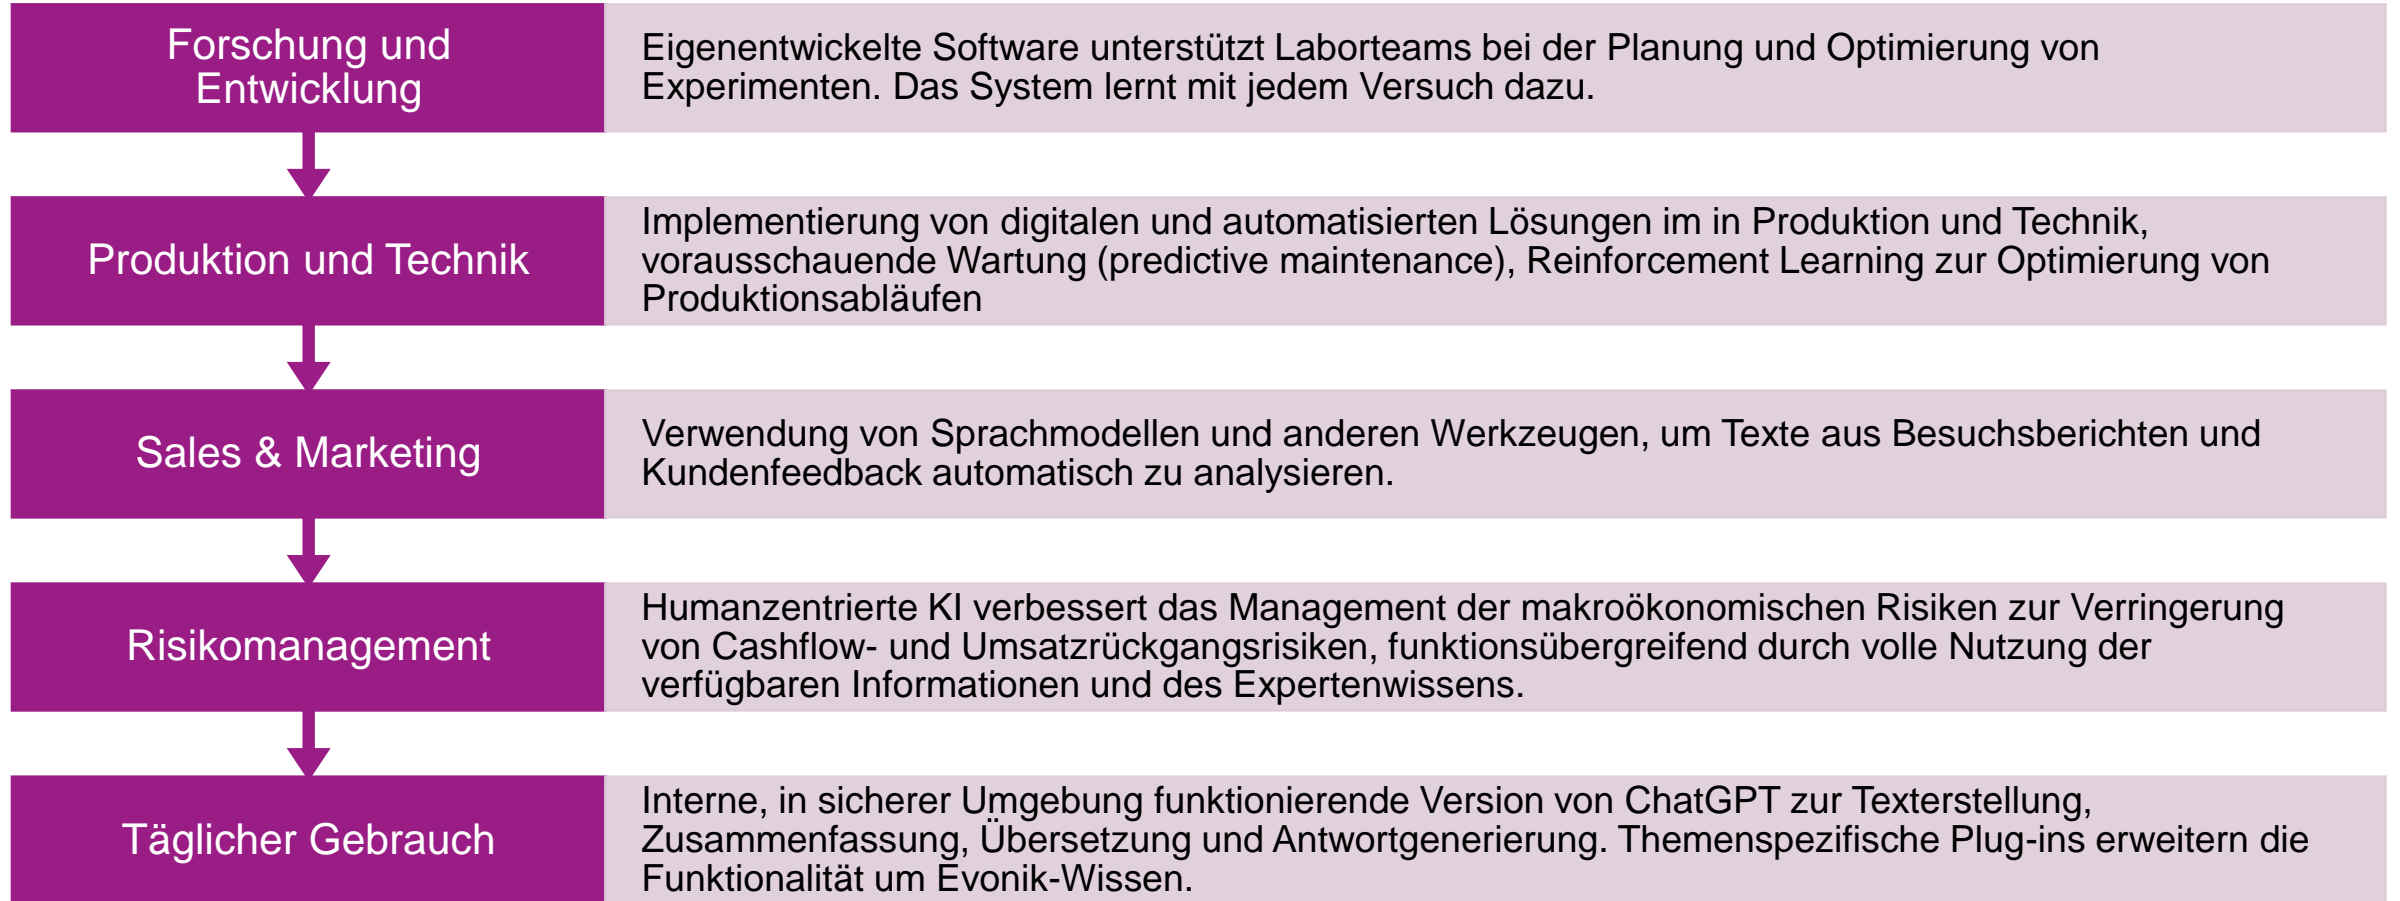 Forschung und
Entwicklung
Eigenentwickelte Software unterstützt Laborteams bei der Planung und Optimierung von
Experimenten. Das System lernt mit jedem Versuch dazu.
Produktion und Technik
Implementierung von digitalen und automatisierten Lösungen im in Produktion und Technik,
vorausschauende Wartung (predictive maintenance), Reinforcement Learning zur Optimierung von
Produktionsabläufen
Sales & Marketing
Verwendung von Sprachmodellen und anderen Werkzeugen, um Texte aus Besuchsberichten und
Kundenfeedback automatisch zu analysieren.
Risikomanagement
Humanzentrierte KI verbessert das Management der makroökonomischen Risiken zur Verringerung
von Cashflow- und Umsatzrückgangsrisiken, funktionsübergreifend durch volle Nutzung der
verfügbaren Informationen und des Expertenwissens.
Täglicher Gebrauch
Interne, in sicherer Umgebung funktionierende Version von ChatGPT zur Texterstellung,
Zusammenfassung, Übersetzung und Antwortgenerierung. Themenspezifische Plug-ins erweitern die
Funktionalität um Evonik-Wissen.